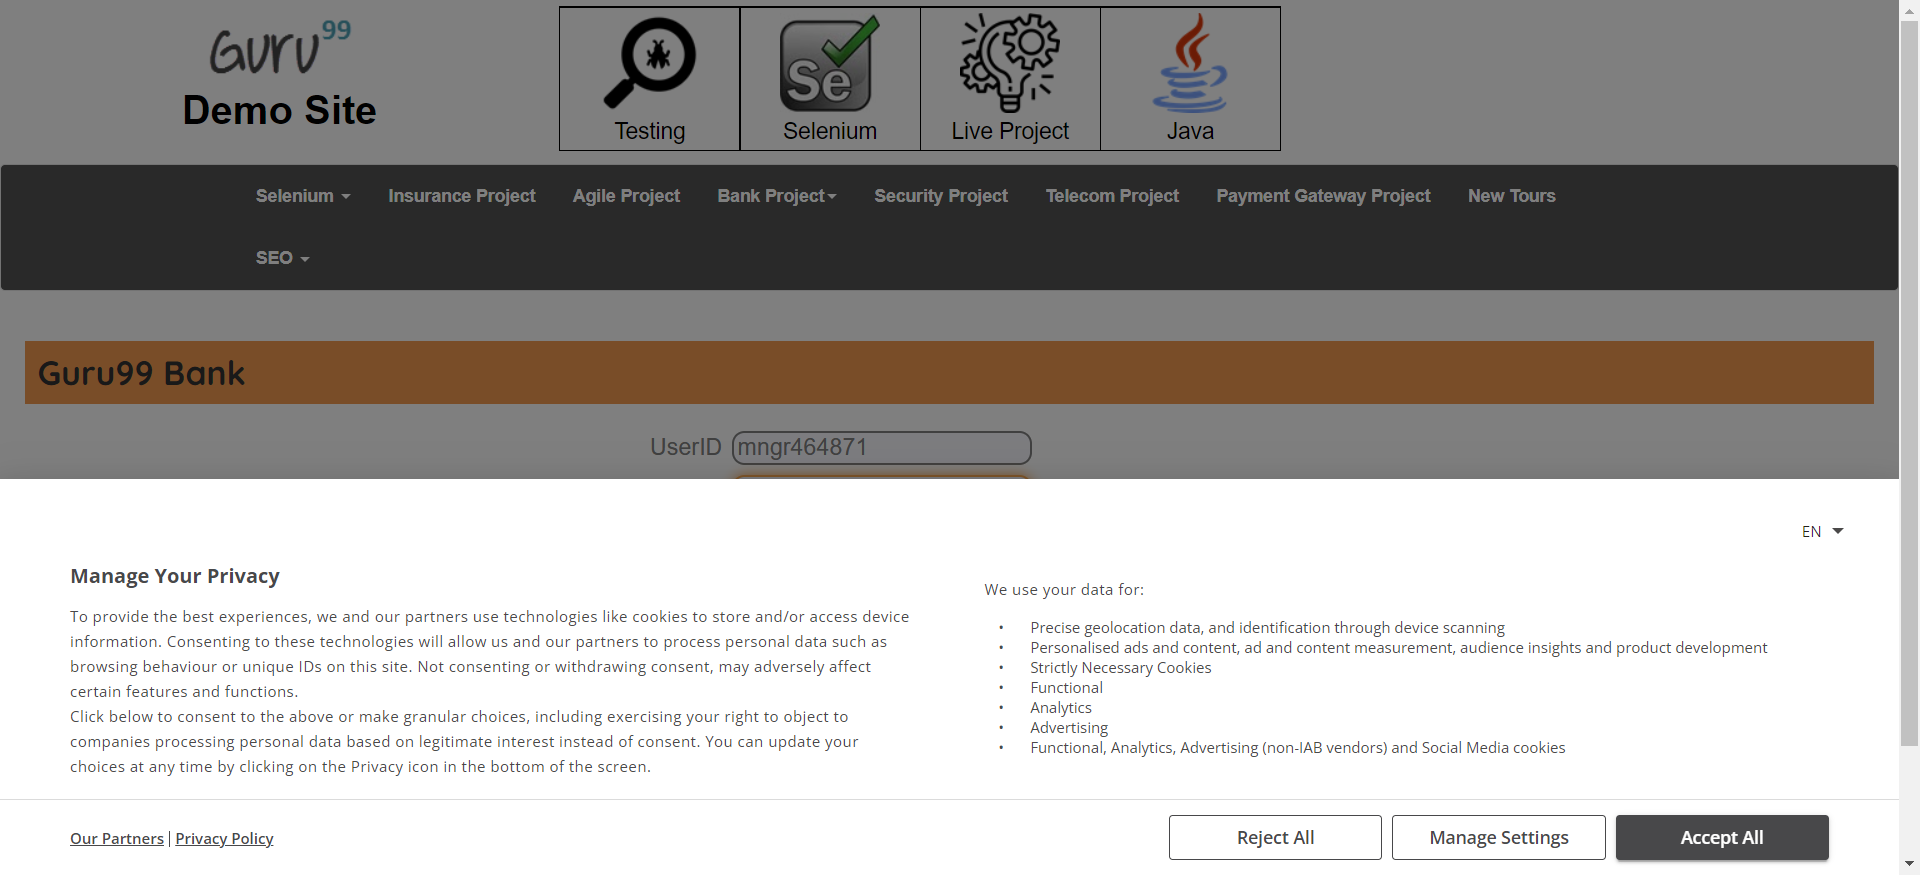 Guru99
Demo Site
Testing
Se
Selenium
Live Project
Java
Selenium
Insurance Project
Agile Project
Bank Project
Security Project
Telecom Project
Payment Gateway Project
New Tours
SEO
Guru99 Bank
UserID
mngr464871
EN
Manage Your Privacy
To provide the best experiences, we and our partners use technologies like cookies to store and/or access device
information. Consenting to these technologies will allow us and our partners to process personal data such as
browsing behaviour or unique IDs on this site. Not consenting or withdrawing consent, may adversely affect
certain features and functions.
Click below to consent to the above or make granular choices, including exercising your right to object to
companies processing personal data based on legitimate interest instead of consent. You can update your
choices at any time by clicking on the Privacy icon in the bottom of the screen.
We use your data for:
• Precise geolocation data, and identification through device scanning
• Personalised ads and content, ad and content measurement, audience insights and product development
• Strictly Necessary Cookies
• Functional
• Analytics
• Advertising
• Functional, Analytics, Advertising (non-IAB vendors) and Social Media cookies
Our Partners | Privacy Policy
Reject All
Manage Settings
Accept All